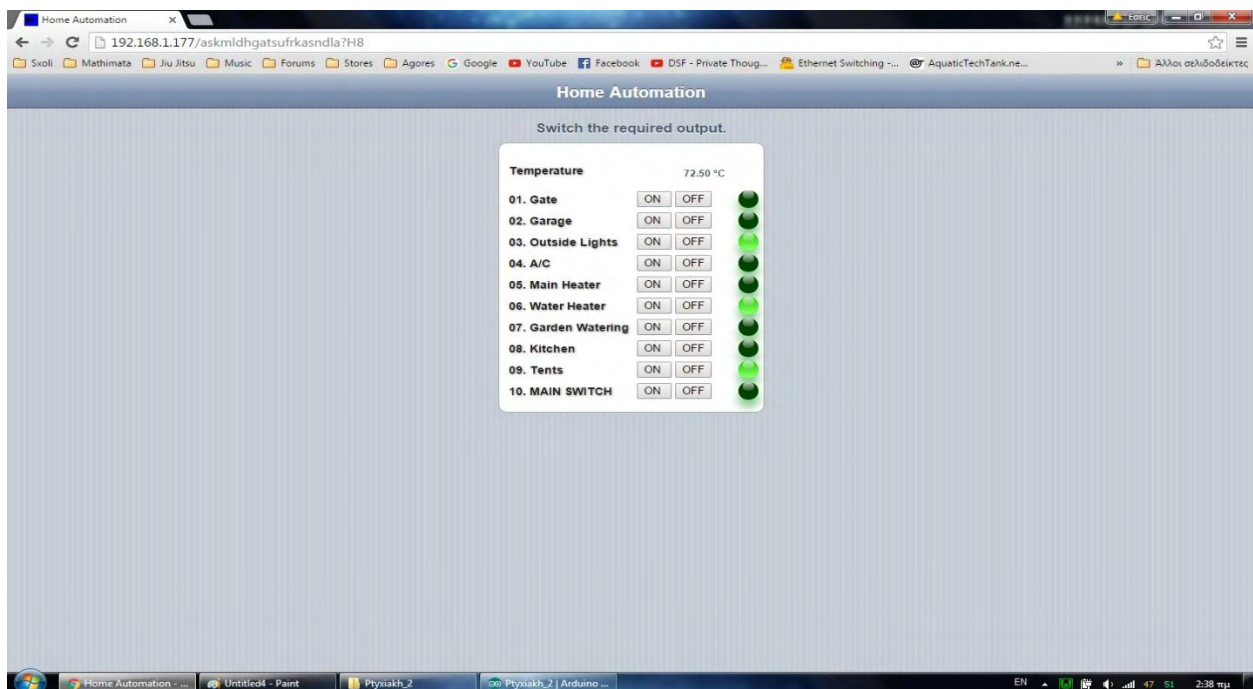 Home Automation
192.168.1.177/askmldhgatsufrkasndla?H8
Sxoli Mathimata Jiu Jitsu Music Forums Stores Agores Google YouTube Facebook DSF - Private Thoug... Ethernet Switching -... AquaticTechTank.ne... » Άλλοι σελιδοδείκτες
Home Automation
Switch the required output.
Temperature 72.50 °C
01. Gate ON OFF
02. Garage ON OFF
03. Outside Lights ON OFF
04. A/C ON OFF
05. Main Heater ON OFF
06. Water Heater ON OFF
07. Garden Watering ON OFF
08. Kitchen ON OFF
09. Tents ON OFF
10. MAIN SWITCH ON OFF
Home Automation - ... Untitled4 - Paint Ptyxiakh_2 Ptyxiakh_2 | Arduino ... EN 47 51 2:38 πμ